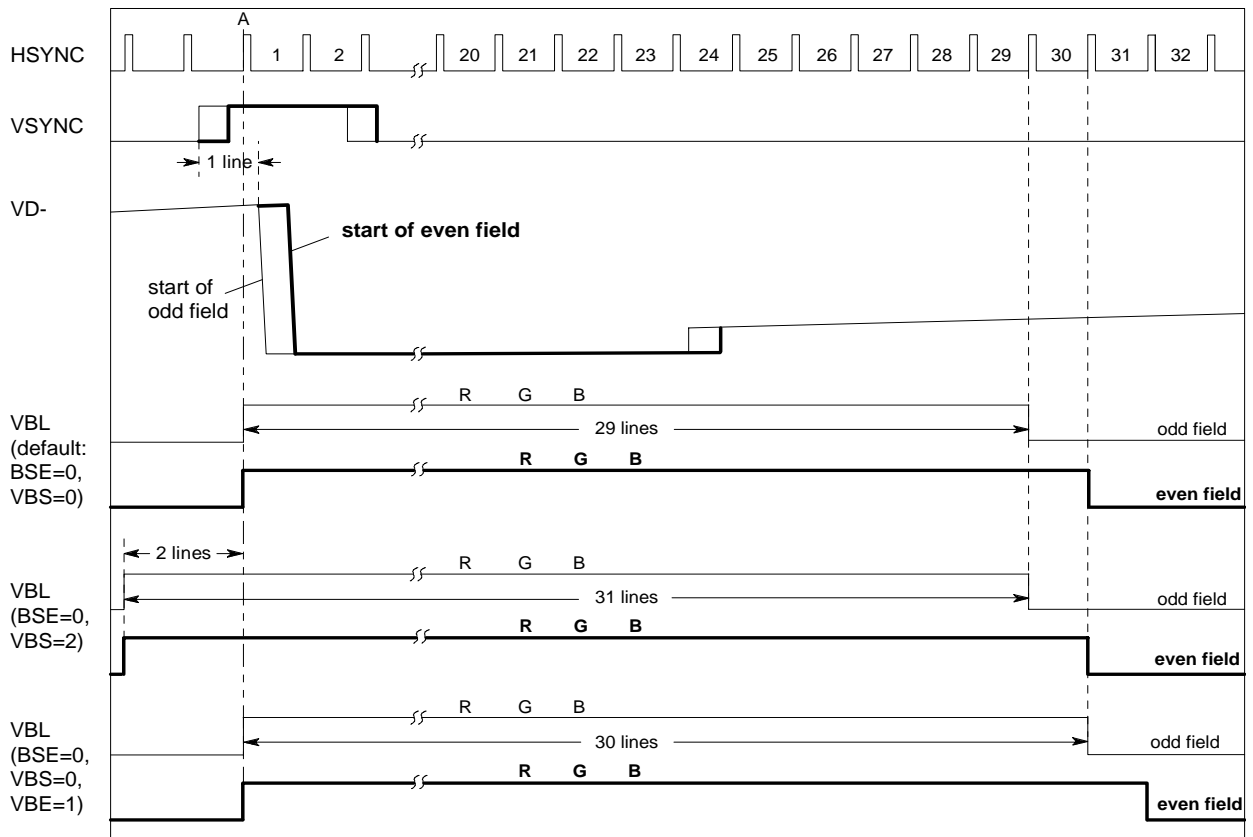 A
HSYNC 1 2 20 21 22 23 24 25 26 27 28 29 30 31 32
VSYNC
1 line
VD-
start of even field
start of
odd field
R G B
VBL
29 lines
odd field
(default:
BSE=0,
R G B
VBS=0)
even field
2 lines
R G B
VBL
31 lines
odd field
(BSE=0,
R G B
VBS=2)
even field
R G B
VBL
30 lines
odd field
(BSE=0,
VBS=0,
R G B
VBE=1)
even field